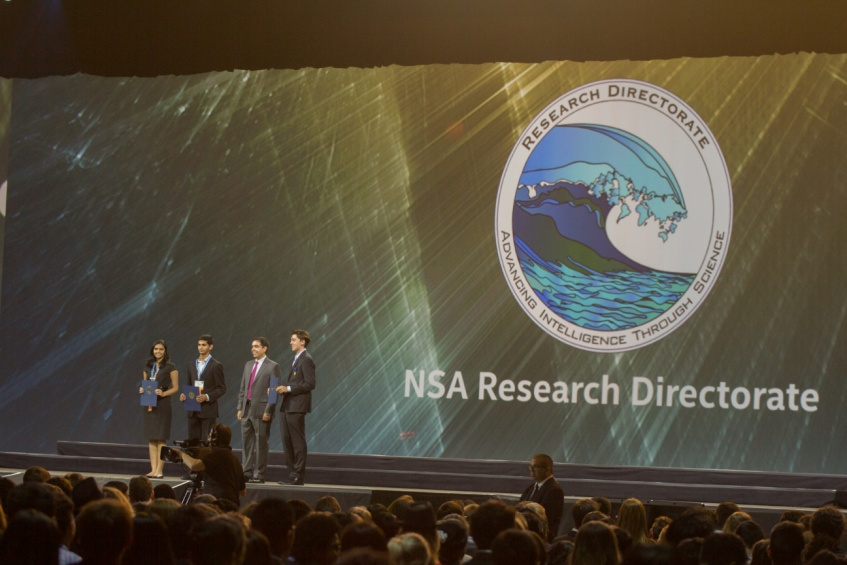 RESEARCH DIRECTORATE
ADVANCING INTELLIGENCE THROUGH SCIENCE
NSA Research Directorate